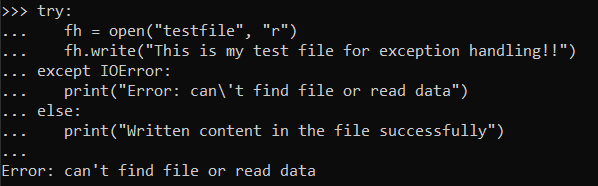 >>> try:
...    fh = open("testfile", "r")
...    fh.write("This is my test file for exception handling!!")
... except IOError:
...    print("Error: can\'t find file or read data")
... else:
...    print("Written content in the file successfully")
...
Error: can't find file or read data